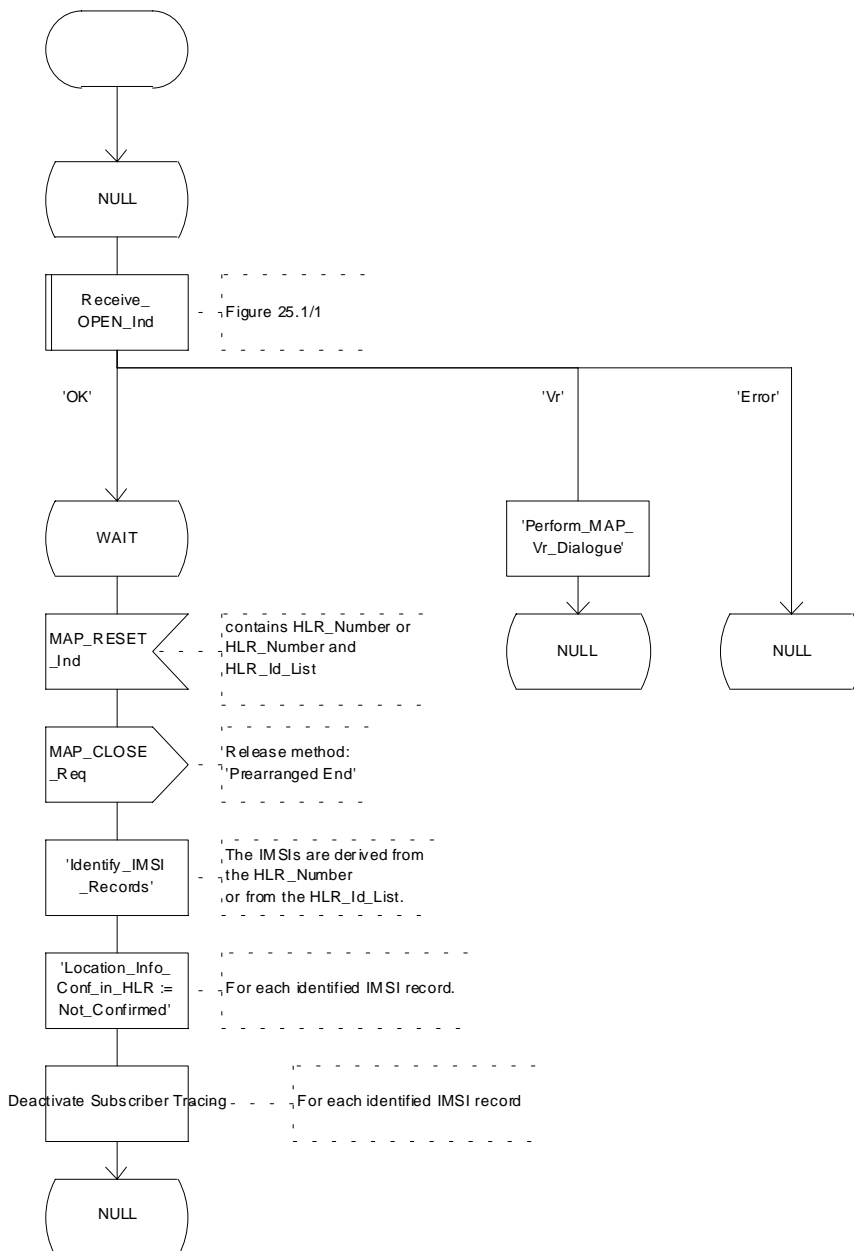 NULL
Receive_
OPEN_Ind
Figure 25.1/1
'OK'
'Vr'
'Error'
WAIT
'Perform_MAP_
Vr_Dialogue'
MAP_RESET
_Ind
contains HLR_Number or
HLR_Number and
HLR_Id_List
NULL
NULL
MAP_CLOSE
_Req
Release method:
'Prearranged End'
'Identify_IMSI
_Records'
The IMSIs are derived from
the HLR_Number
or from the HLR_Id_List.
'Location_Info_
Conf_in_HLR :=
Not_Confirmed'
For each identified IMSI record.
Deactivate Subscriber Tracing
For each identified IMSI record
NULL